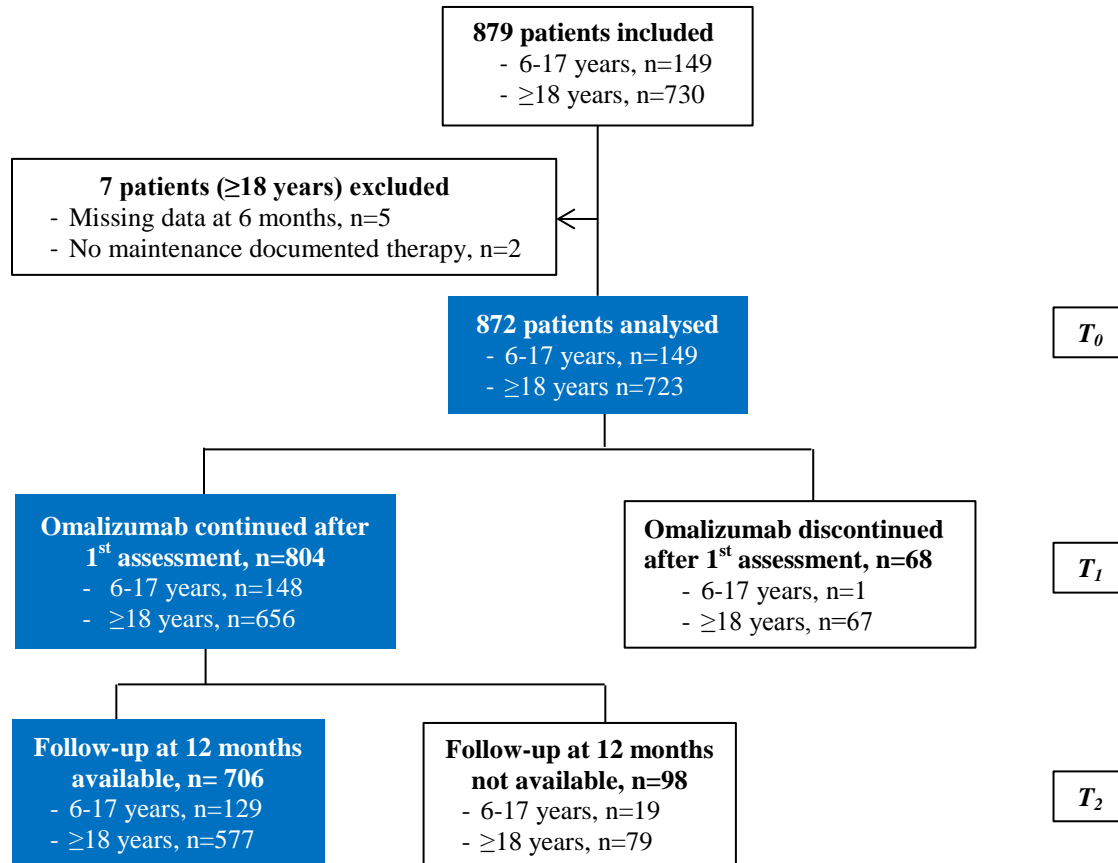 879 patients included
- 6-17 years, n=149
- ≥18 years, n=730
7 patients (≥18 years) excluded
- Missing data at 6 months, n=5
- No maintenance documented therapy, n=2
872 patients analysed
- 6-17 years, n=149
- ≥18 years n=723
T₀
Omalizumab continued after
1st assessment, n=804
- 6-17 years, n=148
- ≥18 years, n=656
Omalizumab discontinued
after 1st assessment, n=68
- 6-17 years, n=1
- ≥18 years, n=67
T₁
Follow-up at 12 months
available, n= 706
- 6-17 years, n=129
- ≥18 years, n=577
Follow-up at 12 months
not available, n=98
- 6-17 years, n=19
- ≥18 years, n=79
T₂